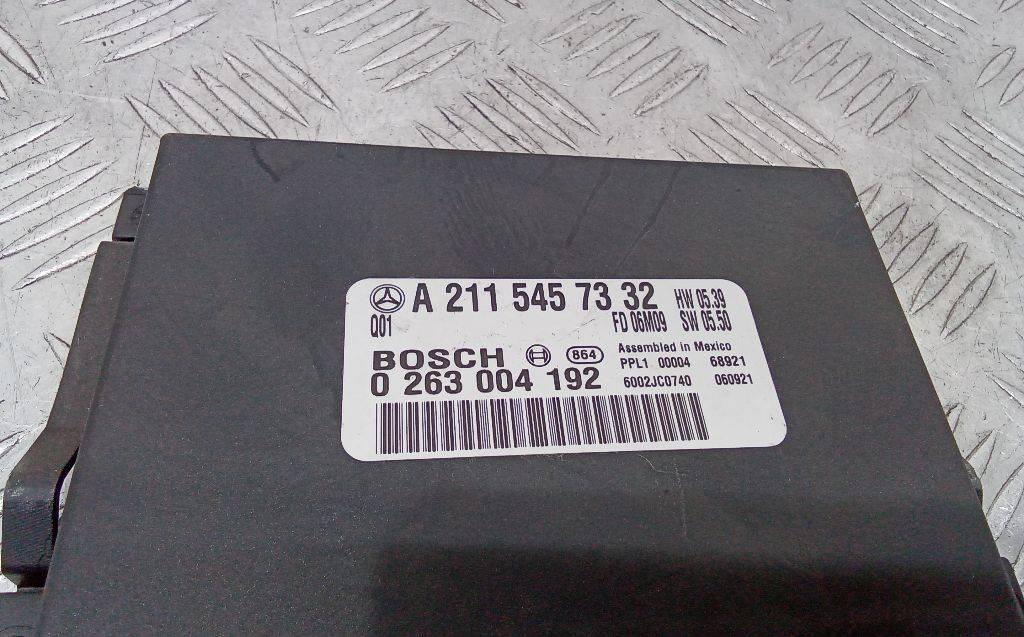 A 211 545 73 32 HW 05.39
Q01 FD 06M09 SW 05.50
BOSCH 864 Assembled in Mexico
PPL1 00004 68921
0 263 004 192 6002JC0740 060921